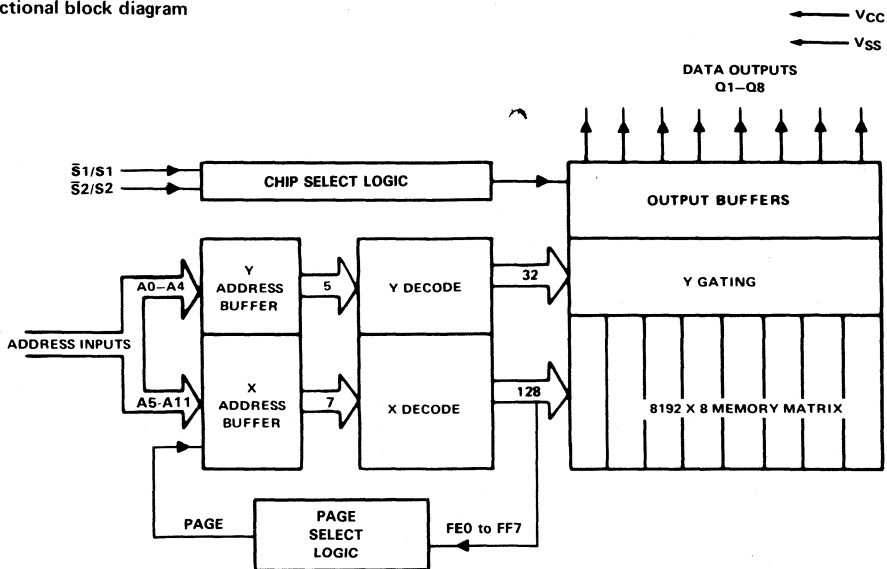 ctional block diagram
VCC
VSS
DATA OUTPUTS
Q1–Q8
S̄1/S1
S̄2/S2
CHIP SELECT LOGIC
OUTPUT BUFFERS
A0–A4
Y
ADDRESS
BUFFER
5
Y DECODE
32
Y GATING
ADDRESS INPUTS
A5-A11
X
ADDRESS
BUFFER
7
X DECODE
128
8192 X 8 MEMORY MATRIX
PAGE
PAGE
SELECT
LOGIC
FE0 to FF7